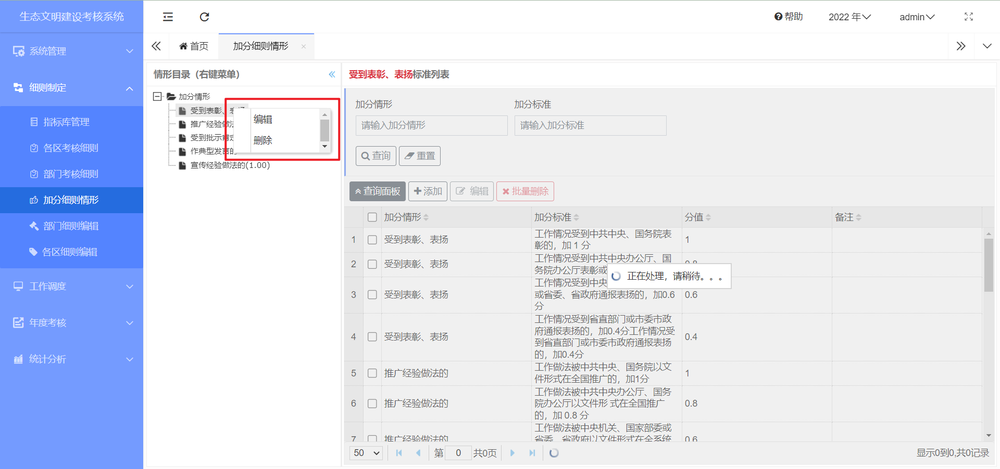 生态文明建设考核系统
帮助
2022 年
admin
首页
加分细则情形
系统管理
细则制定
指标库管理
各区考核细则
部门考核细则
加分细则情形
部门细则编辑
各区细则编辑
工作调度
年度考核
统计分析
情形目录（右键菜单）
加分情形
受到表彰、表扬
推广经验做法
受到批示肯定
作典型发言的
宣传经验做法的(1.00)
编辑
删除
受到表彰、表扬标准列表
加分情形
加分标准
请输入加分情形
请输入加分标准
查询
重置
查询面板
添加
编辑
批量删除
加分情形
加分标准
分值
备注
1
受到表彰、表扬
工作情况受到中共中央、国务院表
彰的，加 1 分
1
2
受到表彰、表扬
工作情况受到中共中央办公厅、国
务院办公厅表彰或
0.8
3
受到表彰、表扬
工作情况受到中央
或省委、省政府通报表扬的，加0.6
分
0.6
正在处理，请稍待。。。
4
受到表彰、表扬
工作情况受到省直部门或市委市政
府通报表扬的，加0.4分工作情况受
到省直部门或市委市政府通报表扬
的，加0.4分
0.4
5
推广经验做法的
工作做法被中共中央、国务院以文
件形式在全国推广的，加1分
1
6
推广经验做法的
工作做法被中共中央办公厅、国务
院办公厅以文件形 式在全国推广
的，加 0.8 分
0.8
7
推广经验做法的
工作做法被中央机关、国家部委或
省委、省政府以文件形式在全系统
0.6
50
第
0
共0页
显示0到0,共0记录